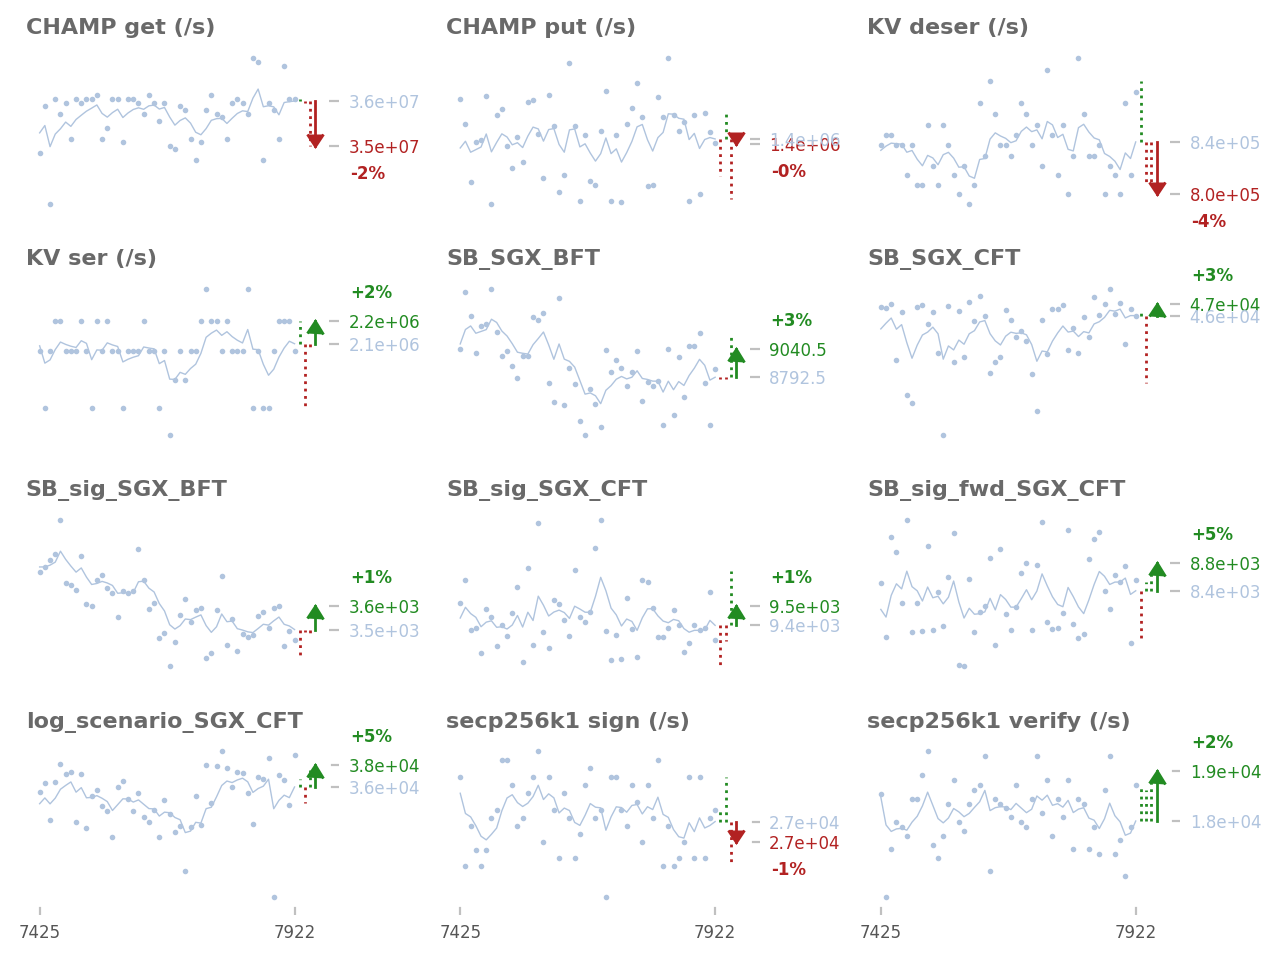 CHAMP get (/s)
3.6e+07
3.5e+07
-2%
CHAMP put (/s)
1.4e+06
1.4e+06
-0%
KV deser (/s)
8.4e+05
8.0e+05
-4%
KV ser (/s)
+2%
2.2e+06
2.1e+06
SB_SGX_BFT
+3%
9040.5
8792.5
SB_SGX_CFT
+3%
4.7e+04
4.6e+04
SB_sig_SGX_BFT
+1%
3.6e+03
3.5e+03
SB_sig_SGX_CFT
+1%
9.5e+03
9.4e+03
SB_sig_fwd_SGX_CFT
+5%
8.8e+03
8.4e+03
log_scenario_SGX_CFT
+5%
3.8e+04
3.6e+04
secp256k1 sign (/s)
2.7e+04
2.7e+04
-1%
secp256k1 verify (/s)
+2%
1.9e+04
1.8e+04
7425 7922
7425 7922
7425 7922